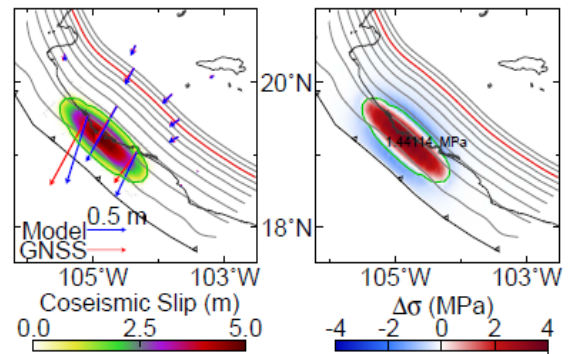 20°N
18°N
1.44114 MPa
0.5 m
Model
GNSS
105°W 103°W
105°W 103°W
Coseismic Slip (m)
0.0 2.5 5.0
Δσ (MPa)
-4 -2 0 2 4